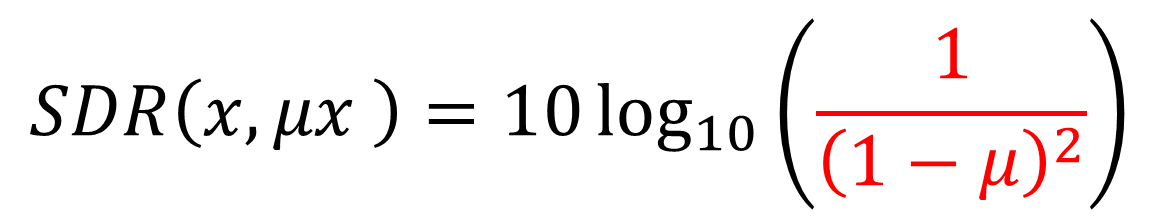 SDR(x, μx ) = 10 log₁₀ (1 / (1 − μ)²)